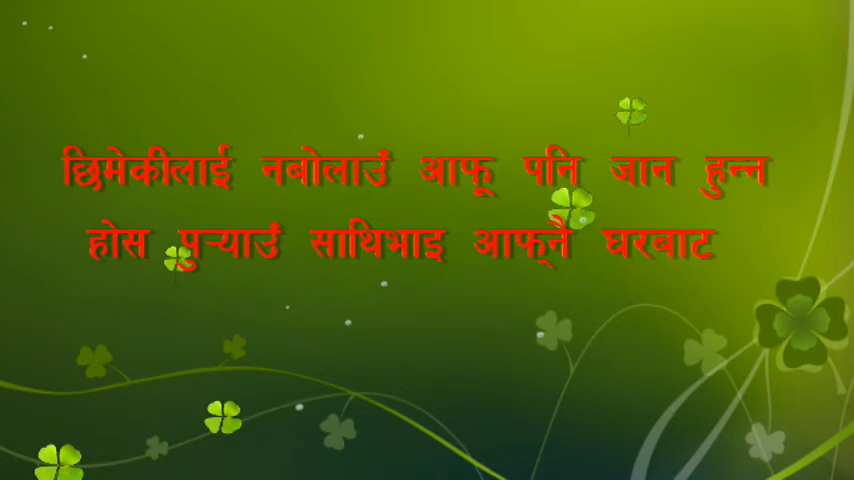 छिमेकीलाई नबोलाउँ आफू पनि जान हुन्न
होस पुऱ्याउँ साथिभाइ आफ्नै घरबाट